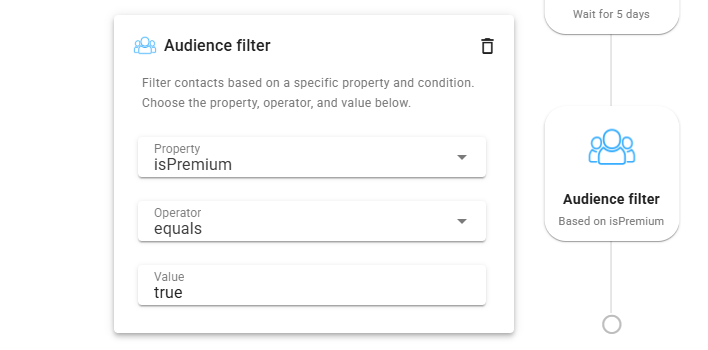 Wait for 5 days
Audience filter
Filter contacts based on a specific property and condition.
Choose the property, operator, and value below.
Property
isPremium
Operator
equals
Value
true
Audience filter
Based on isPremium